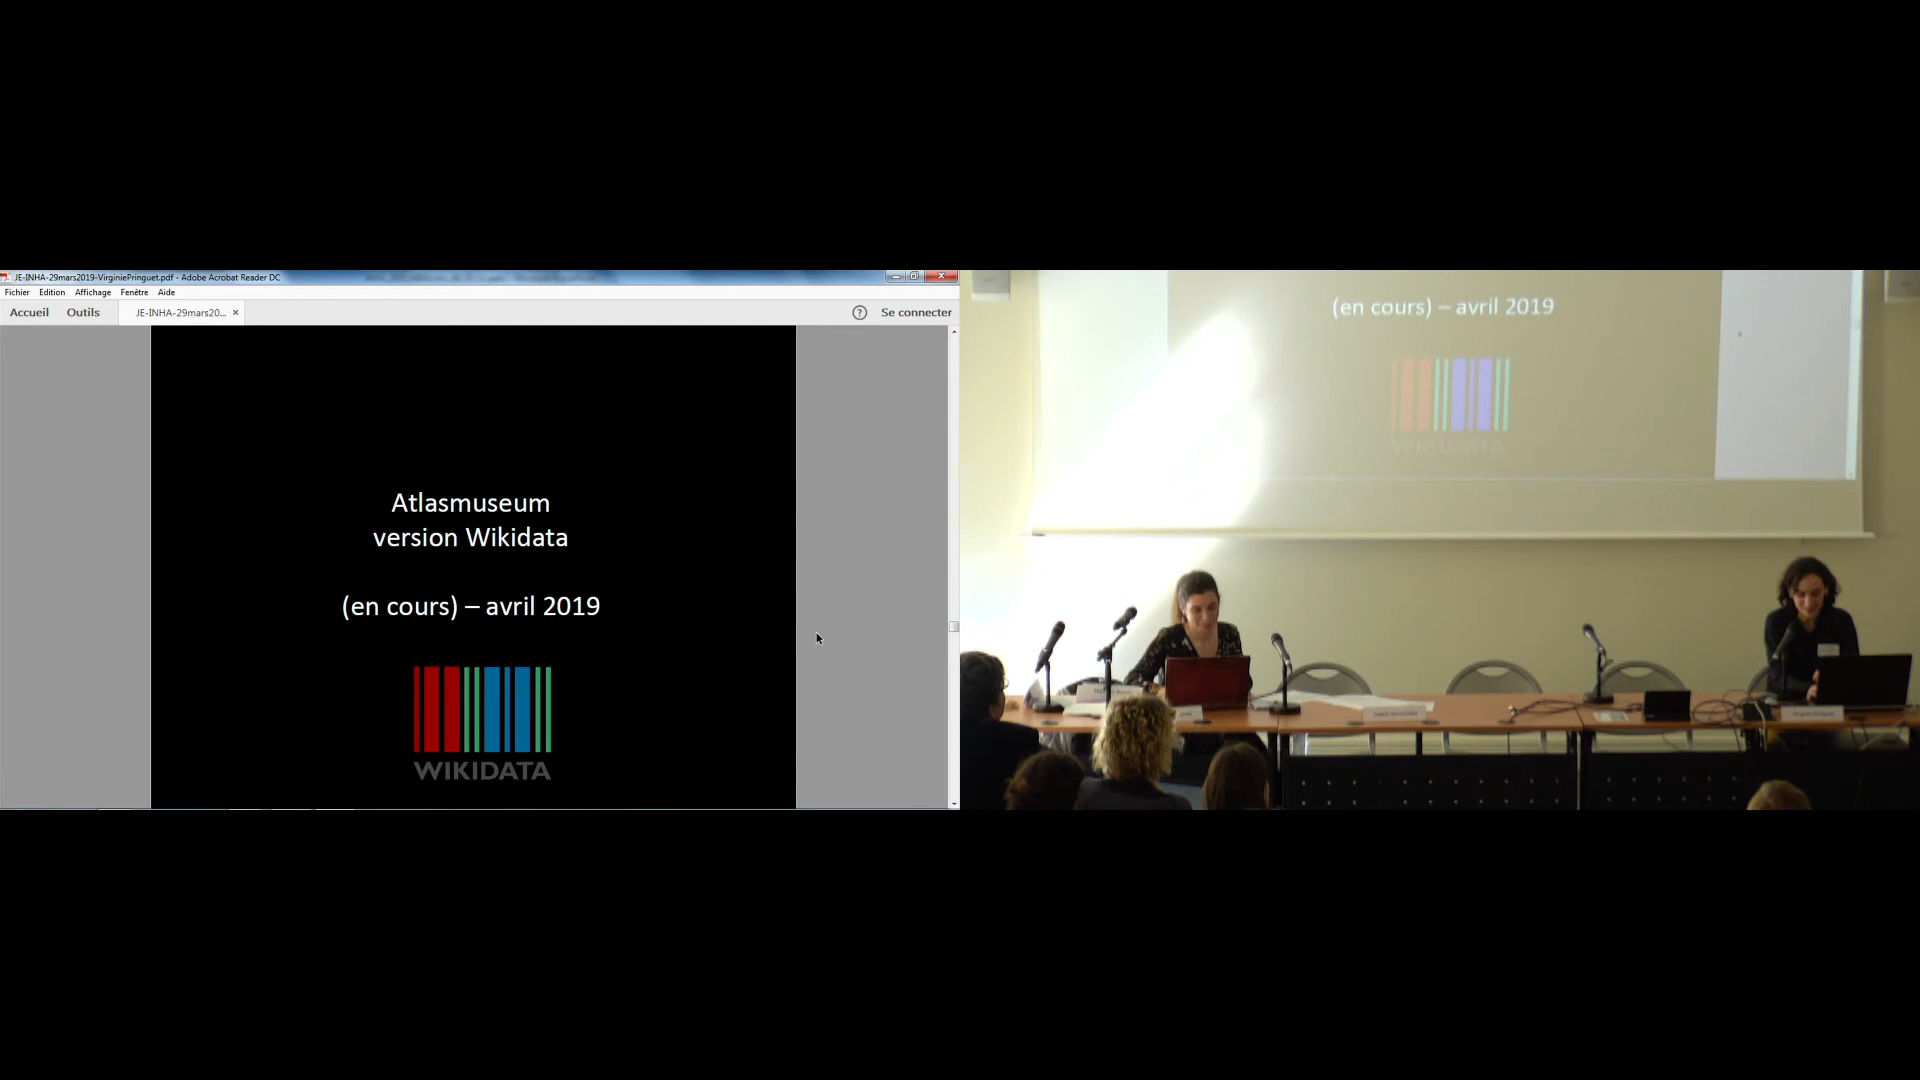 JE-INHA-29mars2019-VirginiePringuet.pdf - Adobe Acrobat Reader DC
Fichier Edition Affichage Fenêtre Aide
Accueil Outils JE-INHA-29mars20... × ? Se connecter
Atlasmuseum
version Wikidata
(en cours) – avril 2019
WIKIDATA
(en cours) – avril 2019
WIKIDATA